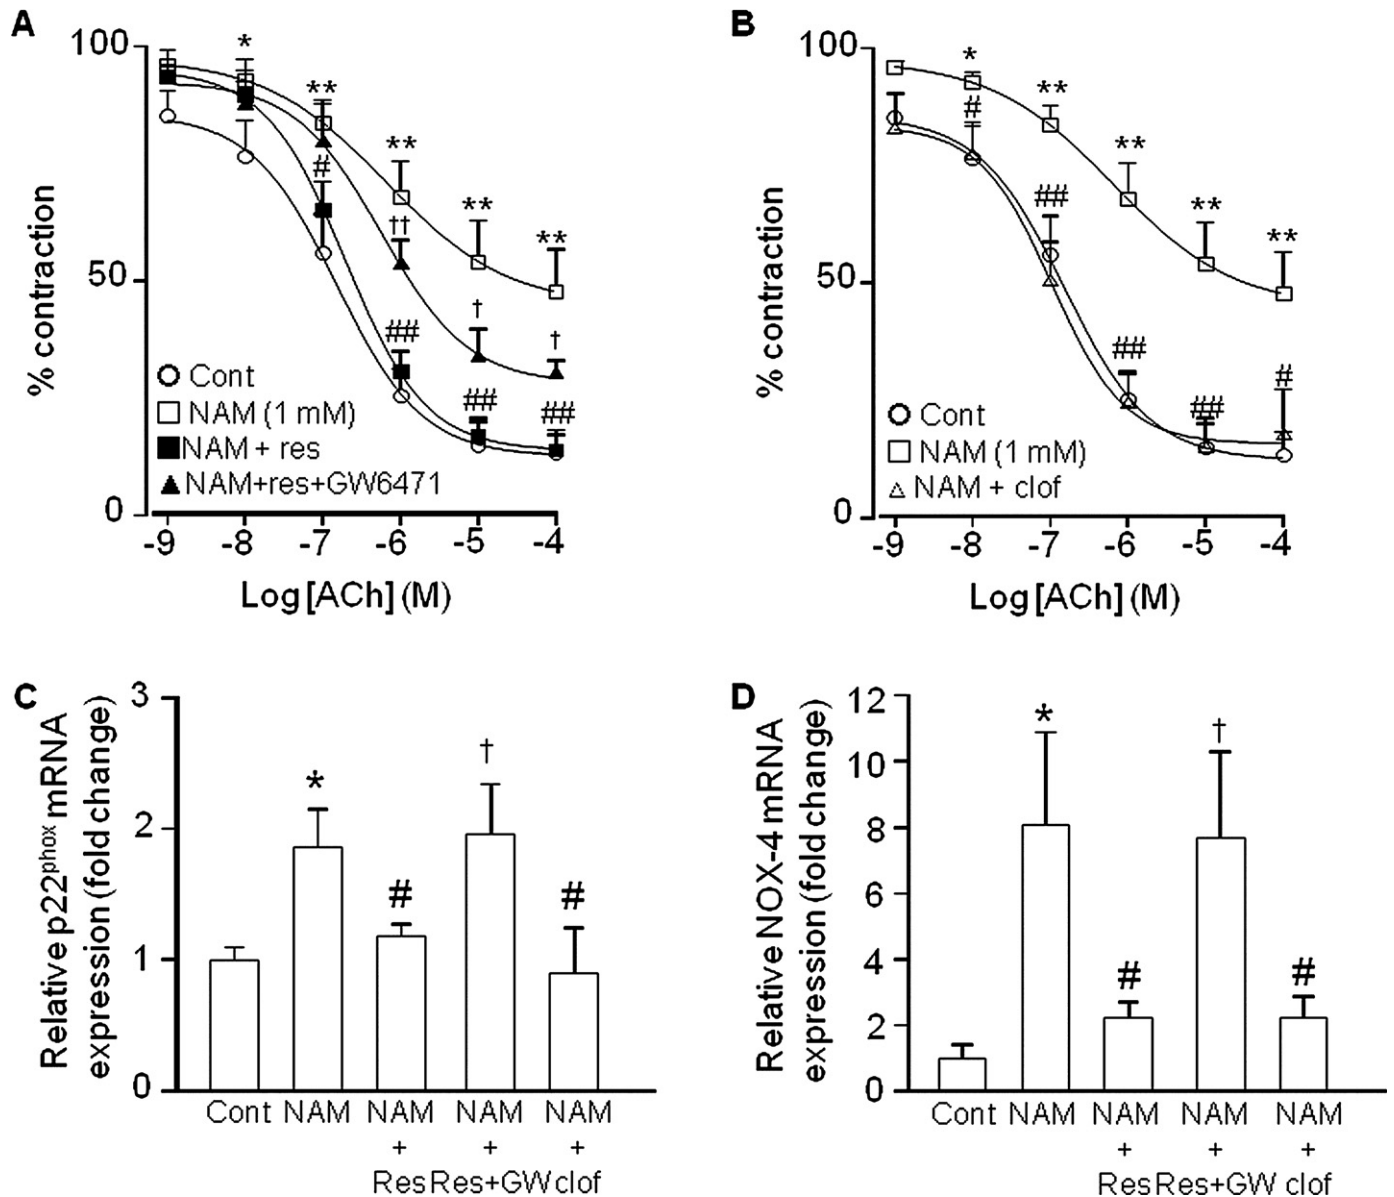 A
100
50
0
% contraction
*
**
**
**
**
#
††
†
†
##
##
##
Cont
NAM (1 mM)
NAM + res
NAM+res+GW6471
-9 -8 -7 -6 -5 -4
Log [ACh] (M)
B
100
50
0
% contraction
*
**
**
**
**
#
##
##
##
#
Cont
NAM (1 mM)
NAM + clof
-9 -8 -7 -6 -5 -4
Log [ACh] (M)
C
Relative p22phox mRNA
expression (fold change)
3
2
1
0
*
#
†
#
Cont NAM NAM NAM NAM
+ + +
Res Res+GW clof
D
Relative NOX-4 mRNA
expression (fold change)
12
10
8
6
4
2
0
*
#
†
#
Cont NAM NAM NAM NAM
+ + +
Res Res+GW clof